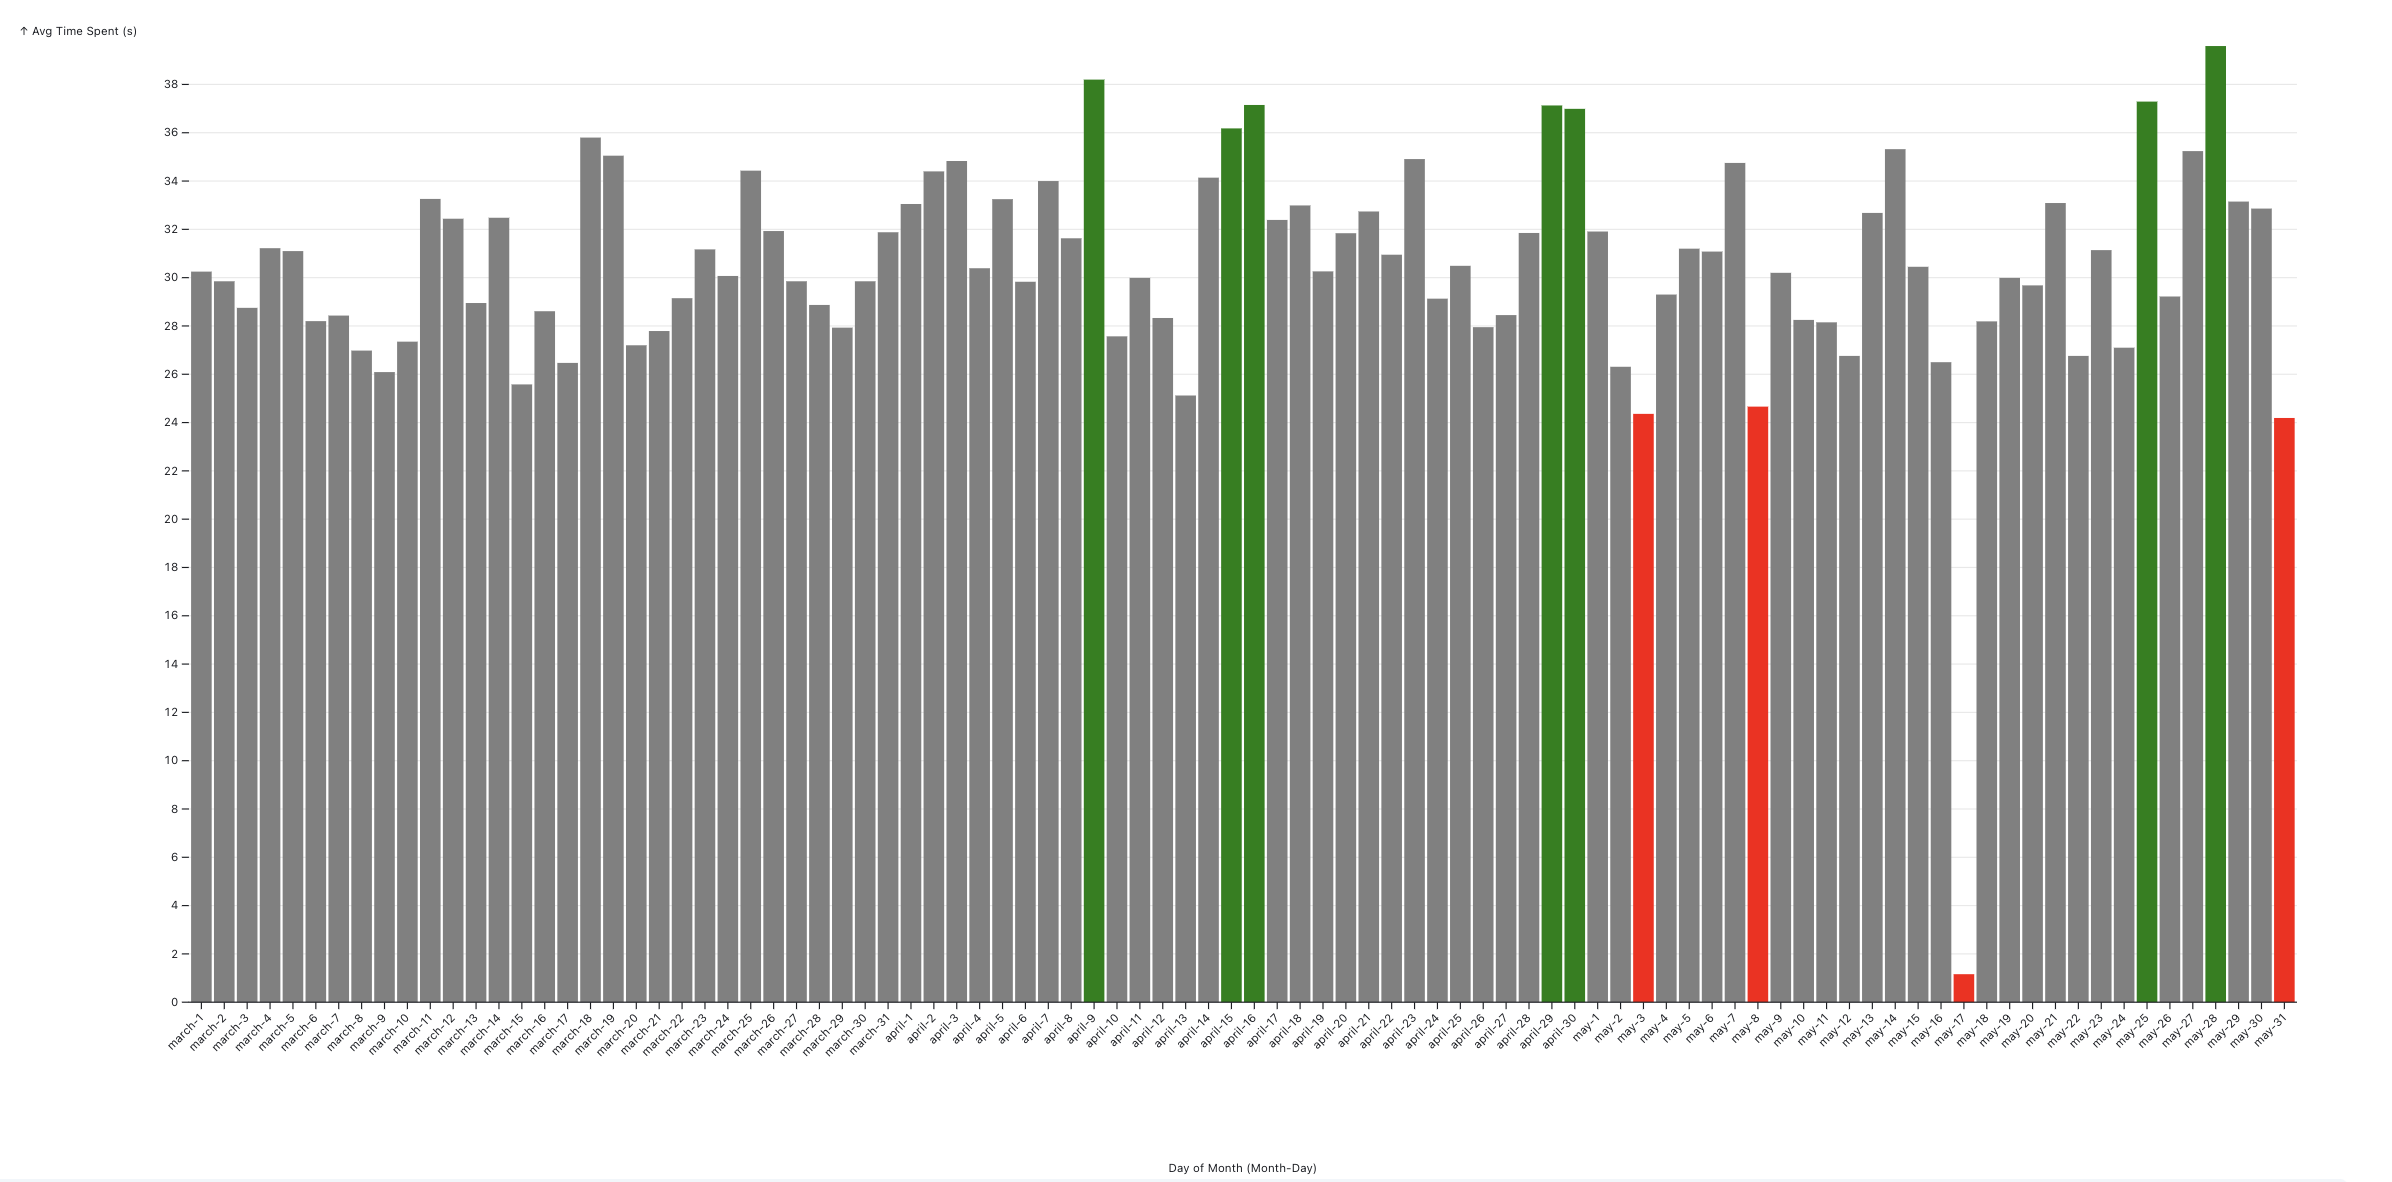 ↑ Avg Time Spent (s)
38
36
34
32
30
28
26
24
22
20
18
16
14
12
10
8
6
4
2
0
march-1
march-2
march-3
march-4
march-5
march-6
march-7
march-8
march-9
march-10
march-11
march-12
march-13
march-14
march-15
march-16
march-17
march-18
march-19
march-20
march-21
march-22
march-23
march-24
march-25
march-26
march-27
march-28
march-29
march-30
march-31
april-1
april-2
april-3
april-4
april-5
april-6
april-7
april-8
april-9
april-10
april-11
april-12
april-13
april-14
april-15
april-16
april-17
april-18
april-19
april-20
april-21
april-22
april-23
april-24
april-25
april-26
april-27
april-28
april-29
april-30
may-1
may-2
may-3
may-4
may-5
may-6
may-7
may-8
may-9
may-10
may-11
may-12
may-13
may-14
may-15
may-16
may-17
may-18
may-19
may-20
may-21
may-22
may-23
may-24
may-25
may-26
may-27
may-28
may-29
may-30
may-31
Day of Month (Month-Day)